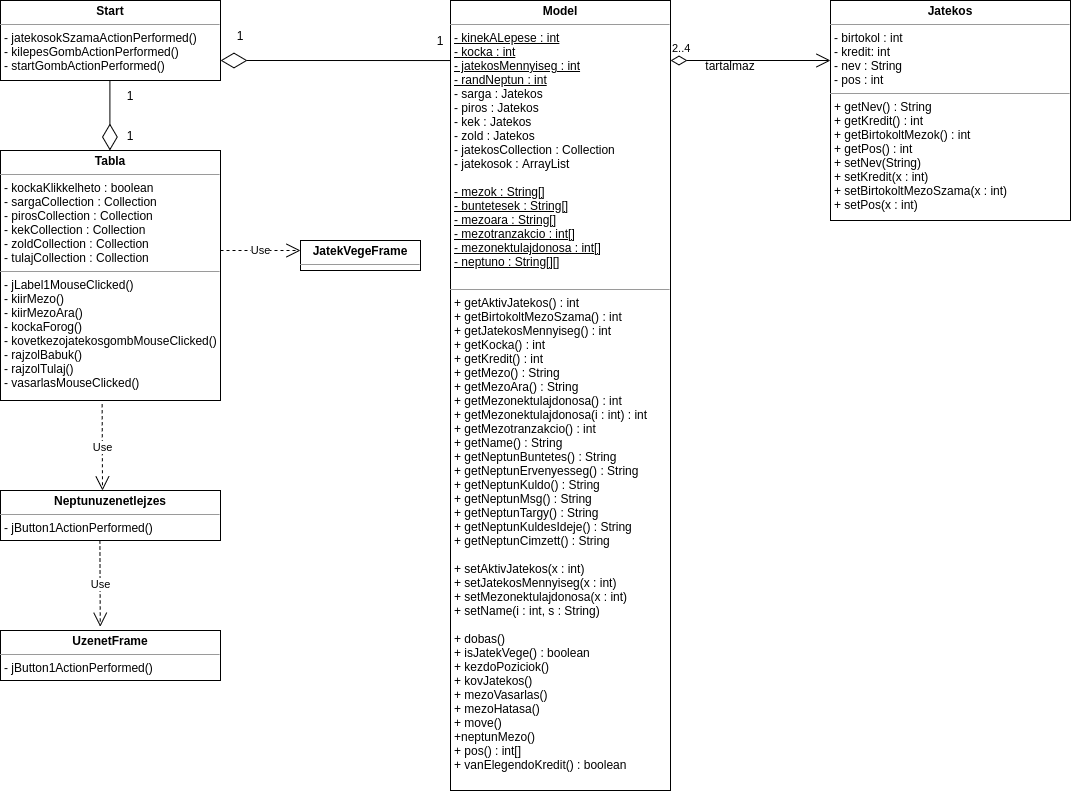 Start
- jatekosokSzamaActionPerformed()
- kilepesGombActionPerformed()
- startGombActionPerformed()
1
1
1
1
Tabla
- kockaKlikkelheto : boolean
- sargaCollection : Collection
- pirosCollection : Collection
- kekCollection : Collection
- zoldCollection : Collection
- tulajCollection : Collection
- jLabel1MouseClicked()
- kiirMezo()
- kiirMezoAra()
- kockaForog()
- kovetkezojatekosgombMouseClicked()
- rajzolBabuk()
- rajzolTulaj()
- vasarlasMouseClicked()
Use
JatekVegeFrame
Use
Neptunuzenetlejzes
- jButton1ActionPerformed()
Use
UzenetFrame
- jButton1ActionPerformed()
Model
- kinekALepese : int
- kocka : int
- jatekosMennyiseg : int
- randNeptun : int
- sarga : Jatekos
- piros : Jatekos
- kek : Jatekos
- zold : Jatekos
- jatekosCollection : Collection
- jatekosok : ArrayList
- mezok : String[]
- buntetesek : String[]
- mezoara : String[]
- mezotranzakcio : int[]
- mezonektulajdonosa : int[]
- neptuno : String[][]
+ getAktivJatekos() : int
+ getBirtokoltMezoSzama() : int
+ getJatekosMennyiseg() : int
+ getKocka() : int
+ getKredit() : int
+ getMezo() : String
+ getMezoAra() : String
+ getMezonektulajdonosa() : int
+ getMezonektulajdonosa(i : int) : int
+ getMezotranzakcio() : int
+ getName() : String
+ getNeptunBuntetes() : String
+ getNeptunErvenyesseg() : String
+ getNeptunKuldo() : String
+ getNeptunMsg() : String
+ getNeptunTargy() : String
+ getNeptunKuldesIdeje() : String
+ getNeptunCimzett() : String
+ setAktivJatekos(x : int)
+ setJatekosMennyiseg(x : int)
+ setMezonektulajdonosa(x : int)
+ setName(i : int, s : String)
+ dobas()
+ isJatekVege() : boolean
+ kezdoPoziciok()
+ kovJatekos()
+ mezoVasarlas()
+ mezoHatasa()
+ move()
+neptunMezo()
+ pos() : int[]
+ vanElegendoKredit() : boolean
2..4
tartalmaz
Jatekos
- birtokol : int
- kredit: int
- nev : String
- pos : int
+ getNev() : String
+ getKredit() : int
+ getBirtokoltMezok() : int
+ getPos() : int
+ setNev(String)
+ setKredit(x : int)
+ setBirtokoltMezoSzama(x : int)
+ setPos(x : int)